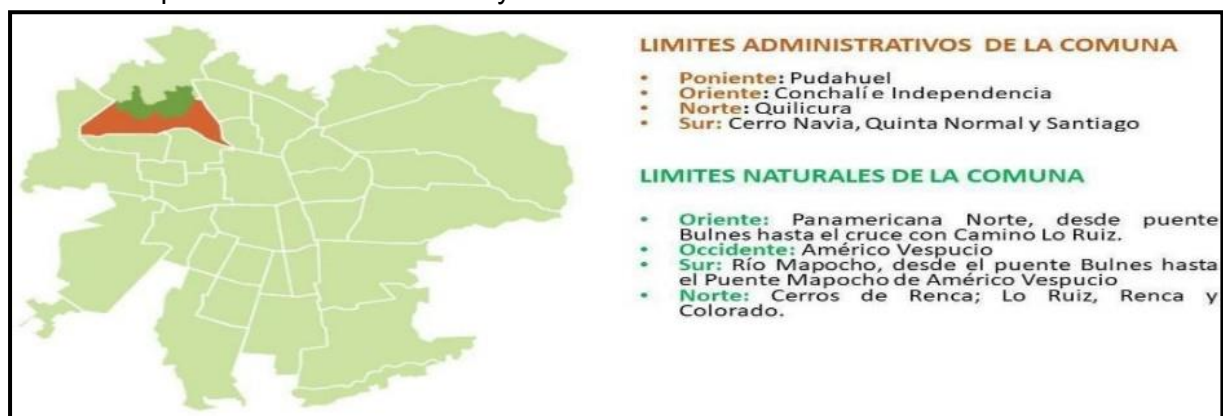 LIMITES ADMINISTRATIVOS DE LA COMUNA
• Poniente: Pudahuel
• Oriente: Conchalí e Independencia
• Norte: Quilicura
• Sur: Cerro Navia, Quinta Normal y Santiago
LIMITES NATURALES DE LA COMUNA
• Oriente: Panamericana Norte, desde puente
Bulnes hasta el cruce con Camino Lo Ruiz.
• Occidente: Américo Vespucio
• Sur: Río Mapocho, desde el puente Bulnes hasta
el Puente Mapocho de Américo Vespucio
• Norte: Cerros de Renca; Lo Ruiz, Renca y
Colorado.